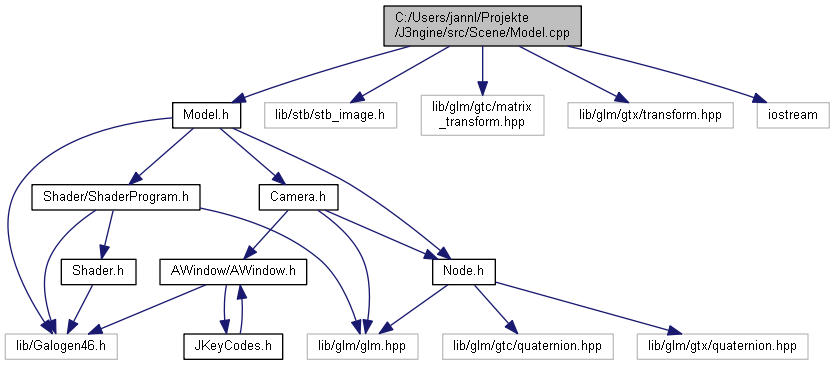 C:/Users/jannl/Projekte
/J3ngine/src/Scene/Model.cpp
Model.h
lib/stb/stb_image.h
lib/glm/gtc/matrix
_transform.hpp
lib/glm/gtx/transform.hpp
iostream
Shader/ShaderProgram.h
Camera.h
Shader.h
AWindow/AWindow.h
Node.h
lib/Galogen46.h
JKeyCodes.h
lib/glm/glm.hpp
lib/glm/gtc/quaternion.hpp
lib/glm/gtx/quaternion.hpp